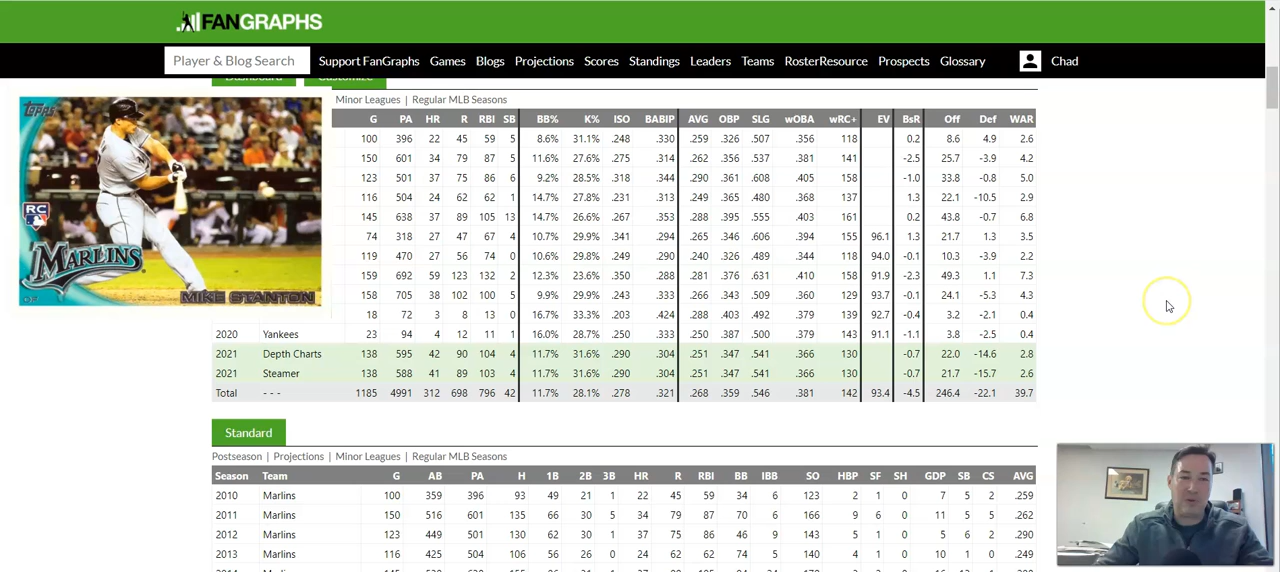 FANGRAPHS
Player & Blog Search Support FanGraphs Games Blogs Projections Scores Standings Leaders Teams RosterResource Prospects Glossary Chad
Dashboard Customize
Minor Leagues | Regular MLB Seasons
G PA HR R RBI SB BB% K% ISO BABIP AVG OBP SLG wOBA wRC+ EV BsR Off Def WAR
100 396 22 45 59 5 8.6% 31.1% .248 .330 .259 .326 .507 .356 118 0.2 8.6 4.9 2.6
150 601 34 79 87 5 11.6% 27.6% .275 .314 .262 .356 .537 .381 141 -2.5 25.7 -3.9 4.2
123 501 37 75 86 6 9.2% 28.5% .318 .344 .290 .361 .608 .405 158 -1.0 33.8 -0.8 5.0
116 504 24 62 62 1 14.7% 27.8% .231 .313 .249 .365 .480 .368 137 1.3 22.1 -10.5 2.9
145 638 37 89 105 13 14.7% 26.6% .267 .353 .288 .395 .555 .403 161 0.2 43.8 -0.7 6.8
74 318 27 47 67 4 10.7% 29.9% .341 .294 .265 .346 .606 .394 155 96.1 1.3 21.7 1.3 3.5
119 470 27 56 74 0 10.6% 29.8% .249 .290 .240 .326 .489 .344 118 94.0 -0.1 10.3 -3.9 2.2
159 692 59 123 132 2 12.3% 23.6% .350 .288 .281 .376 .631 .410 158 91.9 -2.3 49.3 1.1 7.3
158 705 38 102 100 5 9.9% 29.9% .243 .333 .266 .343 .509 .360 129 93.7 -0.1 24.1 -5.3 4.3
18 72 3 8 13 0 16.7% 33.3% .203 .424 .288 .403 .492 .379 139 92.7 -0.4 3.2 -2.1 0.4
2020 Yankees 23 94 4 12 11 1 16.0% 28.7% .250 .333 .250 .387 .500 .379 143 91.1 -1.1 3.8 -2.5 0.4
2021 Depth Charts 138 595 42 90 104 4 11.7% 31.6% .290 .304 .251 .347 .541 .366 130 -0.7 22.0 -14.6 2.8
2021 Steamer 138 588 41 89 103 4 11.7% 31.6% .290 .304 .251 .347 .541 .366 130 -0.7 21.7 -15.7 2.6
Total - - - 1185 4991 312 698 796 42 11.7% 28.1% .278 .321 .268 .359 .546 .381 142 93.4 -4.5 246.4 -22.1 39.7
TOPPS
RC
MARLINS
MIKE STANTON
Standard
Postseason | Projections | Minor Leagues | Regular MLB Seasons
Season Team G AB PA H 1B 2B 3B HR R RBI BB IBB SO HBP SF SH GDP SB CS AVG
2010 Marlins 100 359 396 93 49 21 1 22 45 59 34 6 123 2 1 0 7 5 2 .259
2011 Marlins 150 516 601 135 66 30 5 34 79 87 70 6 166 9 6 0 11 5 5 .262
2012 Marlins 123 449 501 130 62 30 1 37 75 86 46 9 143 5 1 0 5 6 2 .290
2013 Marlins 116 425 504 106 56 26 0 24 62 62 74 5 140 4 1 0 10 1 0 .249